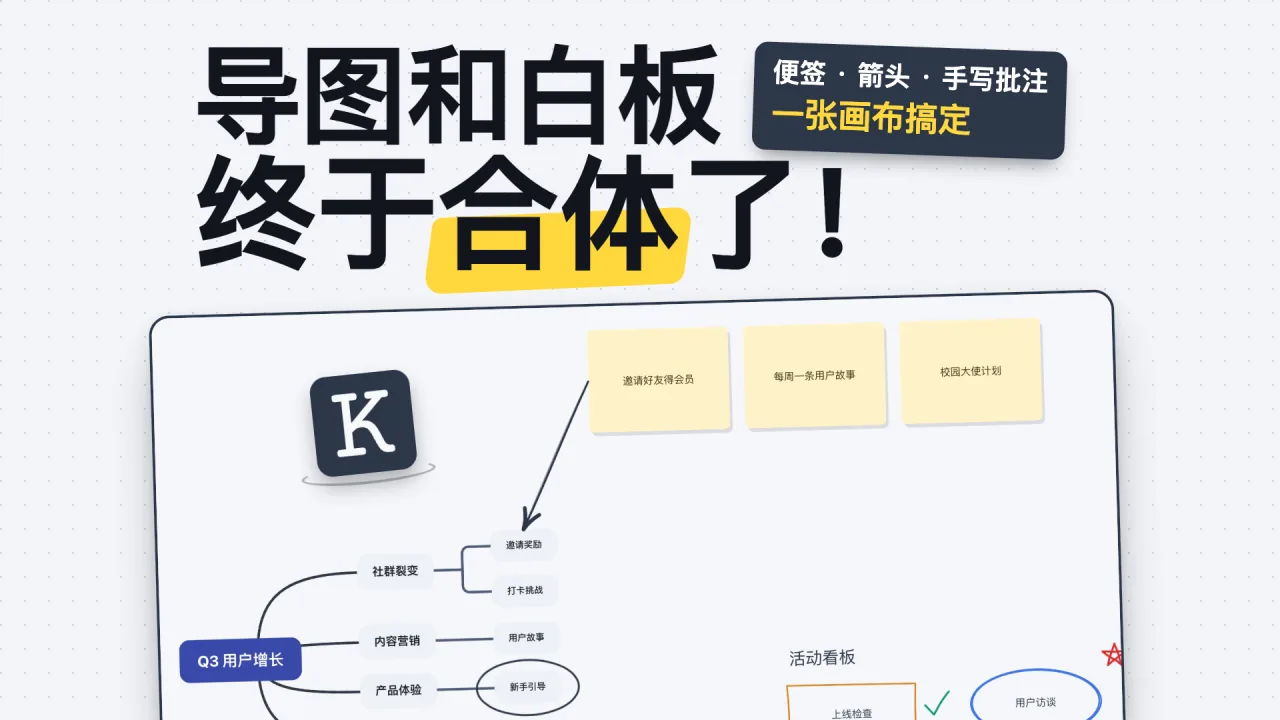 导图和白板
终于合体了！
便签 · 箭头 · 手写批注
一张画布搞定
K
邀请好友得会员
每周一条用户故事
校园大使计划
邀请奖励
社群裂变
打卡挑战
内容营销
用户故事
Q3 用户增长
产品体验
新手引导
活动看板
上线检查
用户访谈